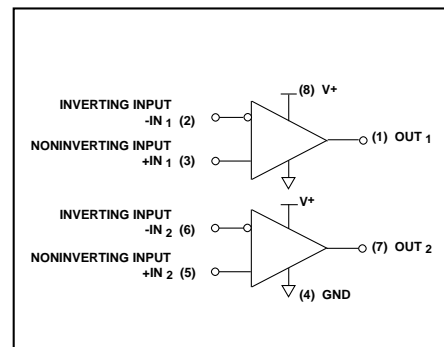 (8) V+
INVERTING INPUT
-IN 1 (2)
(1) OUT 1
NONINVERTING INPUT
+IN 1 (3)
V+
INVERTING INPUT
-IN 2 (6)
(7) OUT 2
NONINVERTING INPUT
+IN 2 (5)
(4) GND